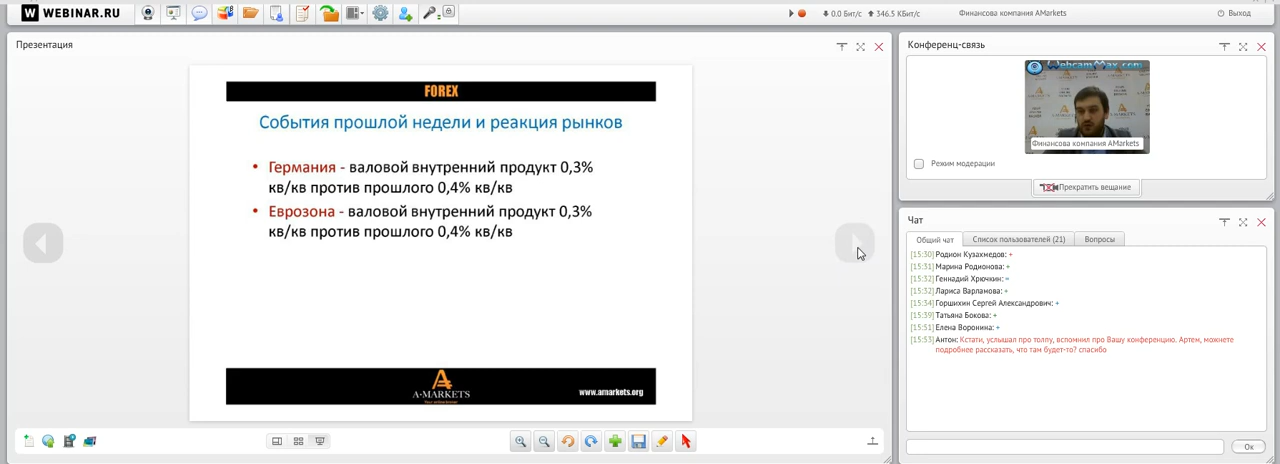 W WEBINAR.RU
0.0 Бит/с
346.5 КБит/с
Финансова компания AMarkets
Выход
Презентация
FOREX
События прошлой недели и реакция рынков
• Германия - валовой внутренний продукт 0,3%
кв/кв против прошлого 0,4% кв/кв
• Еврозона - валовой внутренний продукт 0,3%
кв/кв против прошлого 0,4% кв/кв
A·MARKETS
www.amarkets.org
Конференц-связь
WebcamMax.com
Финансова компания AMarkets
Режим модерации
Прекратить вещание
Чат
Общий чат
Список пользователей (21)
Вопросы
[15:30] Родион Кузахмедов: +
[15:31] Марина Родионова: +
[15:32] Геннадий Хрючкин: =
[15:32] Лариса Варламова: +
[15:34] Горшихин Сергей Александрович: +
[15:39] Татьяна Бокова: +
[15:51] Елена Воронина: +
[15:53] Антон: Кстати, услышал про толпу, вспомнил про Вашу конференцию. Артем, можнете
подробнее рассказать, что там будет-то? спасибо
Ок